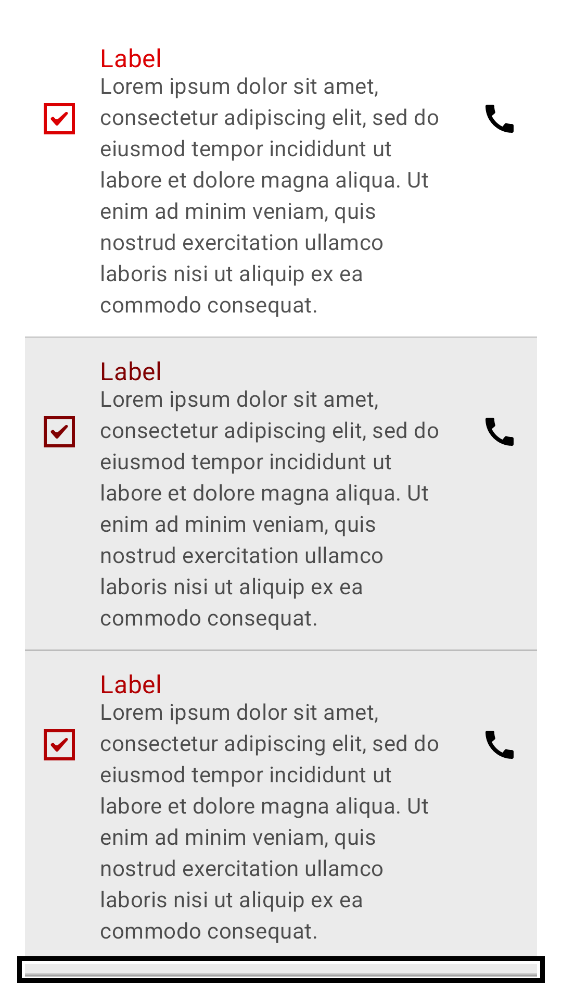 Label
Lorem ipsum dolor sit amet,
consectetur adipiscing elit, sed do
eiusmod tempor incididunt ut
labore et dolore magna aliqua. Ut
enim ad minim veniam, quis
nostrud exercitation ullamco
laboris nisi ut aliquip ex ea
commodo consequat.
Label
Lorem ipsum dolor sit amet,
consectetur adipiscing elit, sed do
eiusmod tempor incididunt ut
labore et dolore magna aliqua. Ut
enim ad minim veniam, quis
nostrud exercitation ullamco
laboris nisi ut aliquip ex ea
commodo consequat.
Label
Lorem ipsum dolor sit amet,
consectetur adipiscing elit, sed do
eiusmod tempor incididunt ut
labore et dolore magna aliqua. Ut
enim ad minim veniam, quis
nostrud exercitation ullamco
laboris nisi ut aliquip ex ea
commodo consequat.